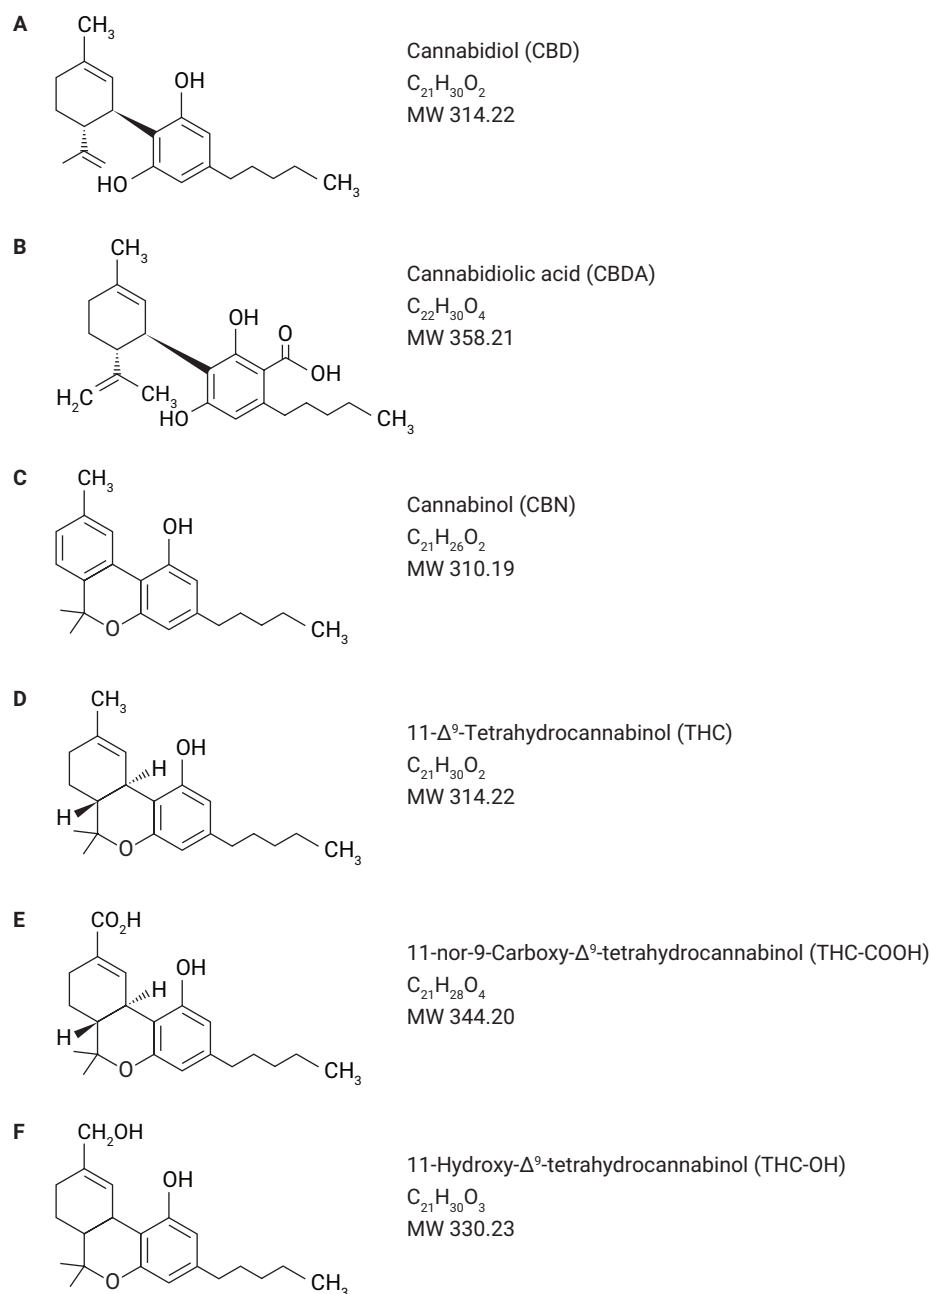 A
CH₃
OH
HO
CH₃
Cannabidiol (CBD)
C₂₁H₃₀O₂
MW 314.22
B
CH₃
OH
O
OH
H₂C
CH₃
HO
CH₃
Cannabidiolic acid (CBDA)
C₂₂H₃₀O₄
MW 358.21
C
CH₃
OH
O
CH₃
Cannabinol (CBN)
C₂₁H₂₆O₂
MW 310.19
D
CH₃
OH
H
H
O
CH₃
11-Δ⁹-Tetrahydrocannabinol (THC)
C₂₁H₃₀O₂
MW 314.22
E
CO₂H
OH
H
H
O
CH₃
11-nor-9-Carboxy-Δ⁹-tetrahydrocannabinol (THC-COOH)
C₂₁H₂₈O₄
MW 344.20
F
CH₂OH
OH
O
CH₃
11-Hydroxy-Δ⁹-tetrahydrocannabinol (THC-OH)
C₂₁H₃₀O₃
MW 330.23